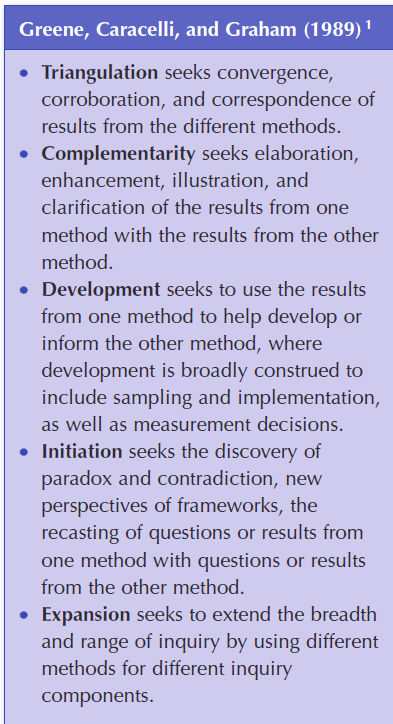 Greene, Caracelli, and Graham (1989) 1
• Triangulation seeks convergence,
corroboration, and correspondence of
results from the different methods.
• Complementarity seeks elaboration,
enhancement, illustration, and
clarification of the results from one
method with the results from the other
method.
• Development seeks to use the results
from one method to help develop or
inform the other method, where
development is broadly construed to
include sampling and implementation,
as well as measurement decisions.
• Initiation seeks the discovery of
paradox and contradiction, new
perspectives of frameworks, the
recasting of questions or results from
one method with questions or results
from the other method.
• Expansion seeks to extend the breadth
and range of inquiry by using different
methods for different inquiry
components.